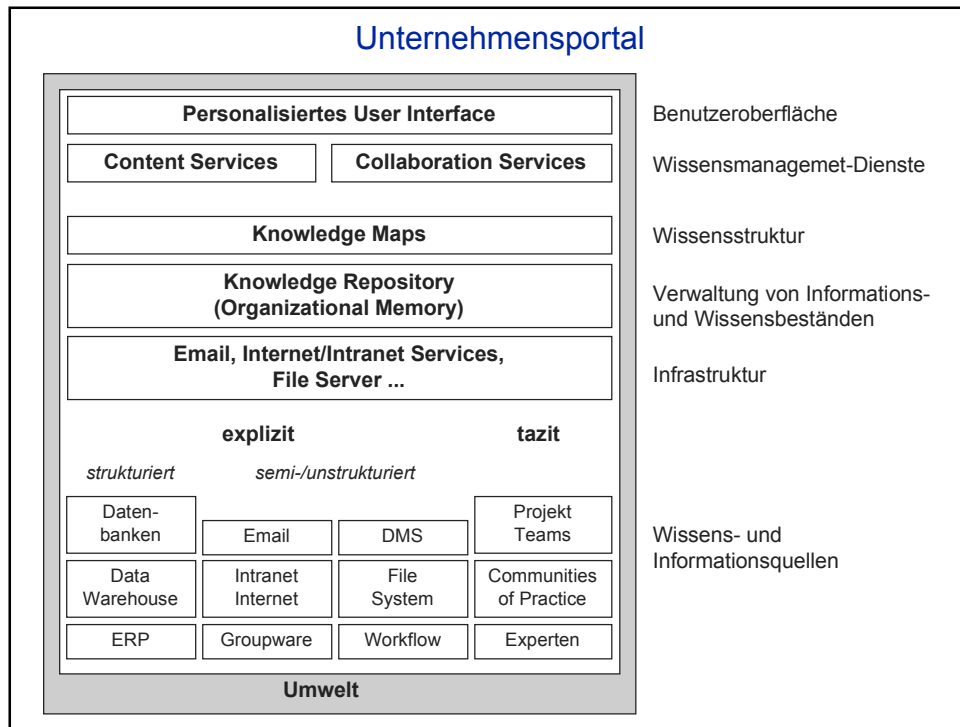 Unternehmensportal
Personalisiertes User Interface
Benutzeroberfläche
Content Services
Collaboration Services
Wissensmanagemet-Dienste
Knowledge Maps
Wissensstruktur
Knowledge Repository
(Organizational Memory)
Verwaltung von Informations-
und Wissensbeständen
Email, Internet/Intranet Services,
File Server ...
Infrastruktur
explizit
tazit
strukturiert
semi-/unstrukturiert
Daten-
banken
Email
DMS
Projekt
Teams
Wissens- und
Informationsquellen
Data
Warehouse
Intranet
Internet
File
System
Communities
of Practice
ERP
Groupware
Workflow
Experten
Umwelt